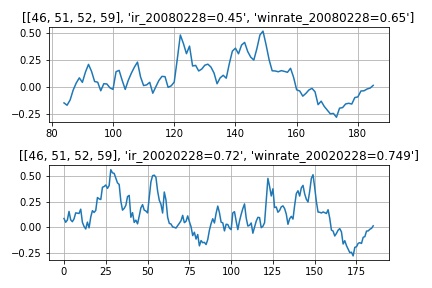 [[46, 51, 52, 59], 'ir_20080228=0.45', 'winrate_20080228=0.65']
0.50
0.25
0.00
−0.25
80 100 120 140 160 180
[[46, 51, 52, 59], 'ir_20020228=0.72', 'winrate_20020228=0.749']
0.50
0.25
0.00
−0.25
0 25 50 75 100 125 150 175